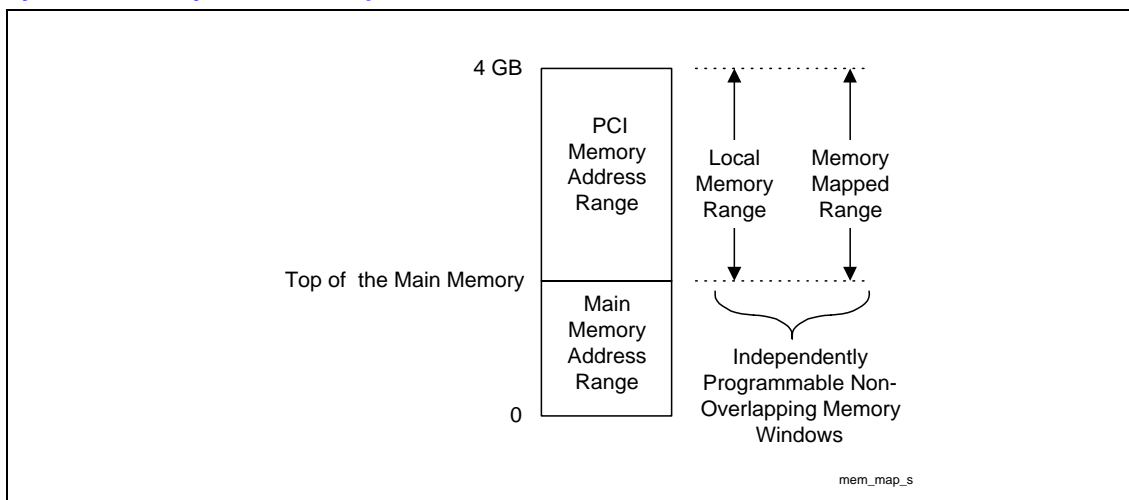 4 GB
PCI
Memory
Address
Range
Local
Memory
Range
Memory
Mapped
Range
Top of the Main Memory
Main
Memory
Address
Range
0
Independently
Programmable Non-
Overlapping Memory
Windows
mem_map_s